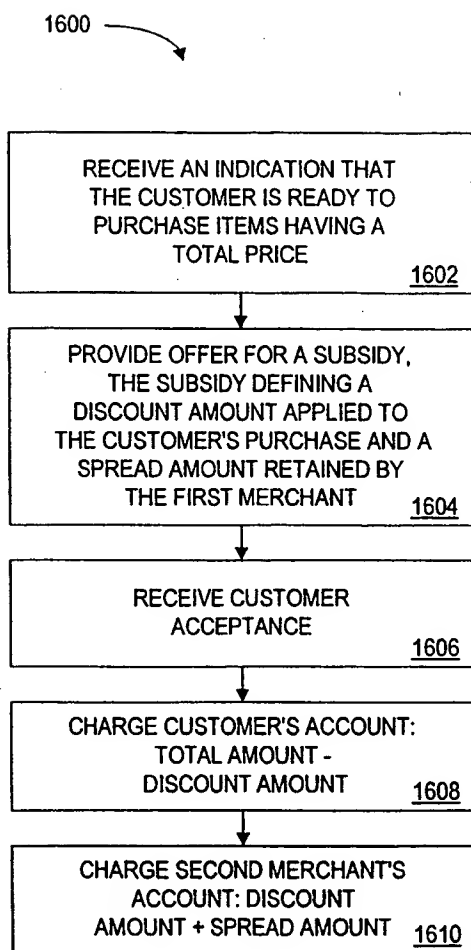 1600
RECEIVE AN INDICATION THAT
THE CUSTOMER IS READY TO
PURCHASE ITEMS HAVING A
TOTAL PRICE
1602
PROVIDE OFFER FOR A SUBSIDY,
THE SUBSIDY DEFINING A
DISCOUNT AMOUNT APPLIED TO
THE CUSTOMER'S PURCHASE AND A
SPREAD AMOUNT RETAINED BY
THE FIRST MERCHANT
1604
RECEIVE CUSTOMER
ACCEPTANCE
1606
CHARGE CUSTOMER'S ACCOUNT:
TOTAL AMOUNT -
DISCOUNT AMOUNT
1608
CHARGE SECOND MERCHANT'S
ACCOUNT: DISCOUNT
AMOUNT + SPREAD AMOUNT
1610